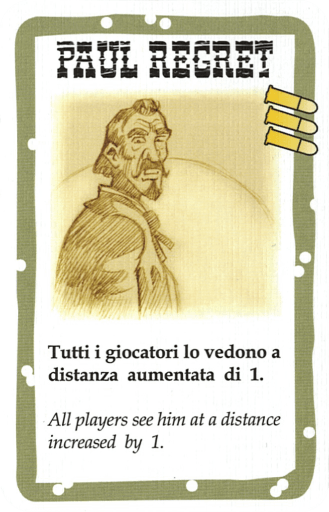 PAUL REGRET
Tutti i giocatori lo vedono a
distanza aumentata di 1.
All players see him at a distance
increased by 1.